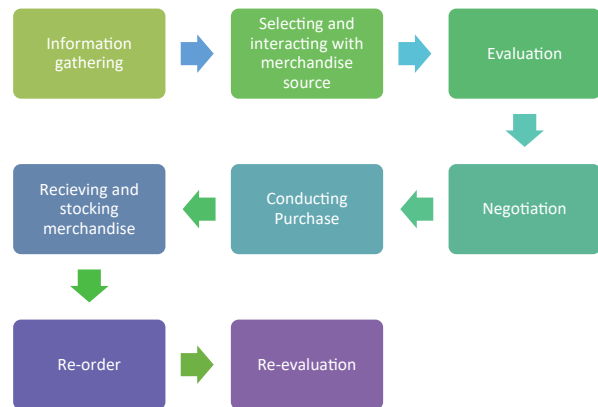 Information
gathering
Selecting and
interacting with
merchandise
source
Evaluation
Negotiation
Conducting
Purchase
Recieving and
stocking
merchandise
Re-order
Re-evaluation